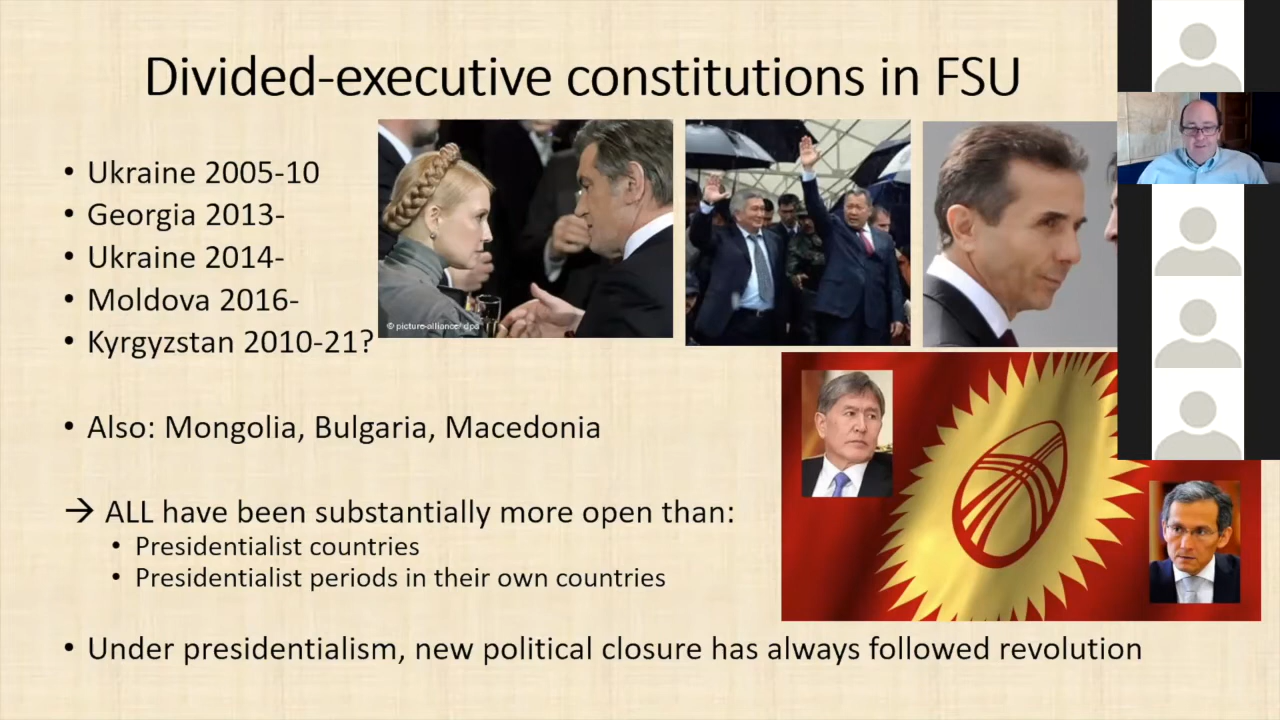 Divided-executive constitutions in FSU
• Ukraine 2005-10
• Georgia 2013-
• Ukraine 2014-
• Moldova 2016-
• Kyrgyzstan 2010-21?
© picture-alliance/ dpa
• Also: Mongolia, Bulgaria, Macedonia
→ ALL have been substantially more open than:
• Presidentialist countries
• Presidentialist periods in their own countries
• Under presidentialism, new political closure has always followed revolution